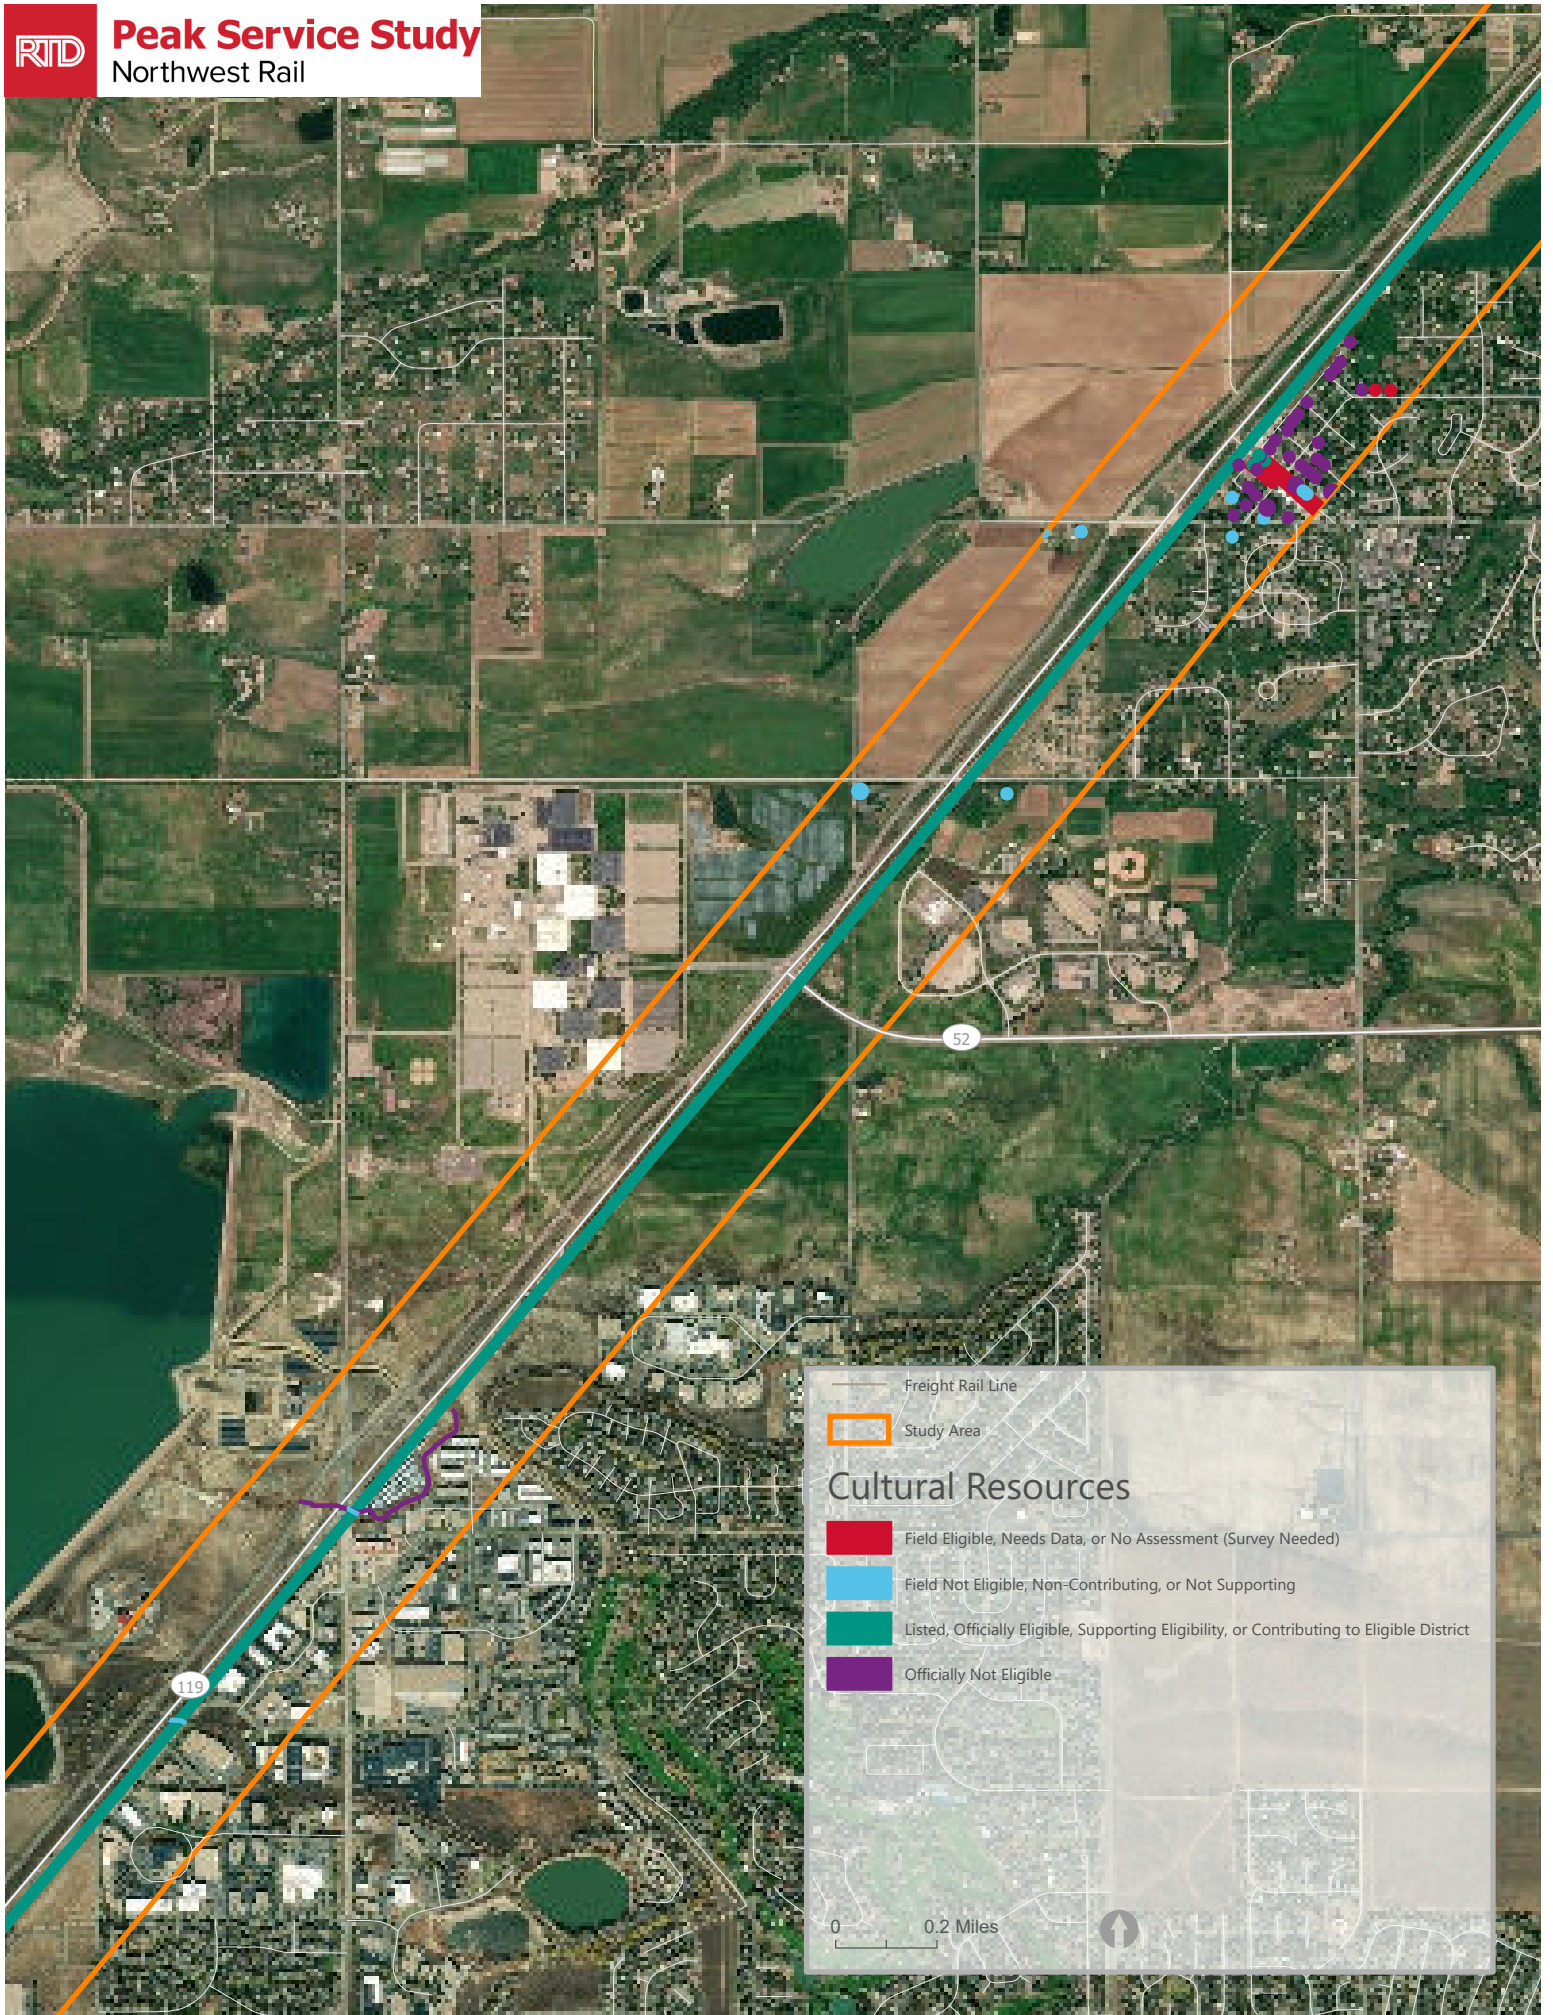 RTD
Peak Service Study
Northwest Rail
52
119
Freight Rail Line
Study Area
Cultural Resources
Field Eligible, Needs Data, or No Assessment (Survey Needed)
Field Not Eligible, Non-Contributing, or Not Supporting
Listed, Officially Eligible, Supporting Eligibility, or Contributing to Eligible District
Officially Not Eligible
0 0.2 Miles